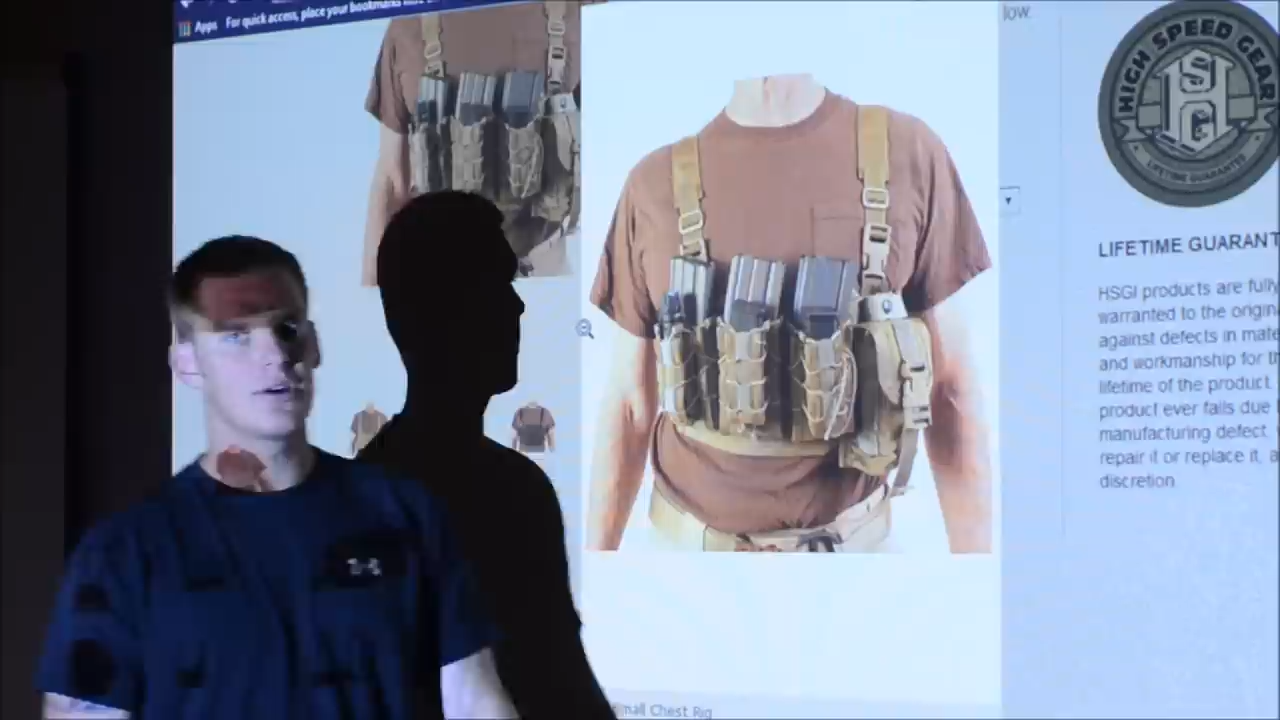 Apps For quick access, place your bookmarks
low.
HIGH SPEED GEAR
HSGI
LIFETIME GUARANTEE
LIFETIME GUARANT
HSGI products are fully
warranted to the origin
against defects in mate
and workmanship for th
lifetime of the product.
product ever fails due
manufacturing defect,
repair it or replace it, a
discretion
mall Chest Rig